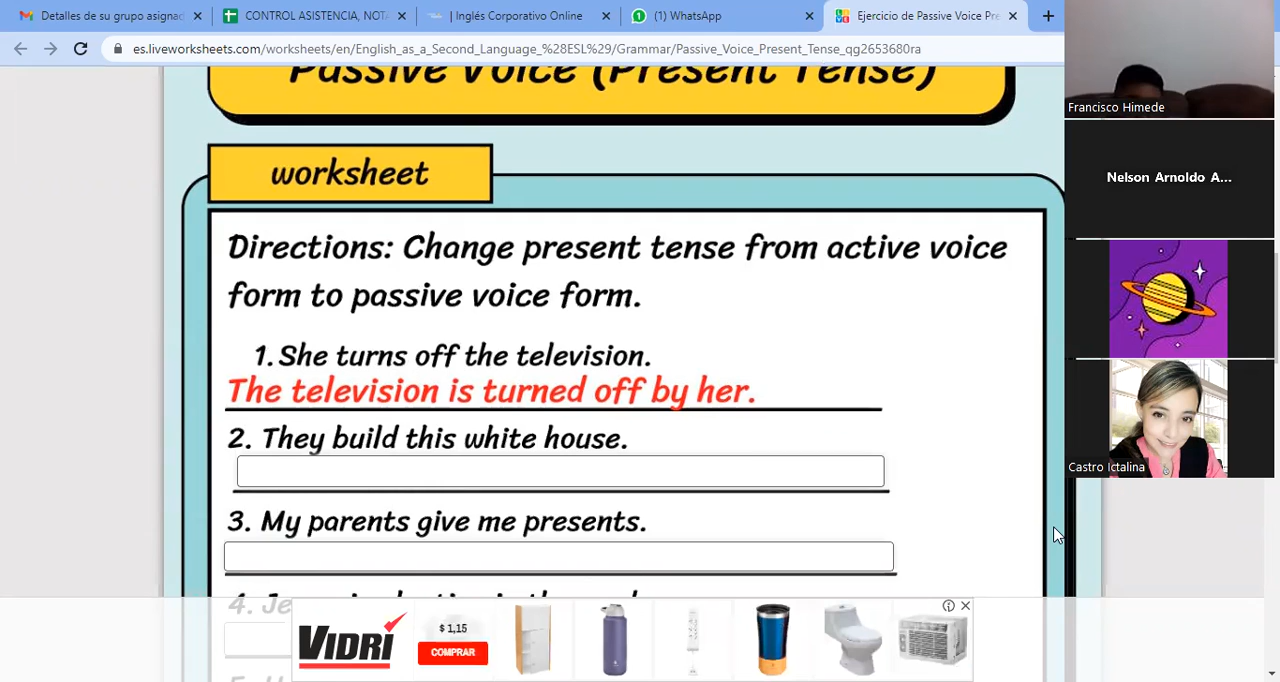 Detalles de su grupo asignad
CONTROL ASISTENCIA, NOTA
| Inglés Corporativo Online
(1) WhatsApp
Ejercicio de Passive Voice Pre
es.liveworksheets.com/worksheets/en/English_as_a_Second_Language_%28ESL%29/Grammar/Passive_Voice_Present_Tense_qg2653680ra
Passive Voice (Present Tense)
worksheet
Directions: Change present tense from active voice
form to passive voice form.
1. She turns off the television.
The television is turned off by her.
2. They build this white house.
3. My parents give me presents.
4. Je
5.
VIDRI
$ 1,15
COMPRAR
Francisco Himede
Nelson Arnoldo A...
Castro Ictalina